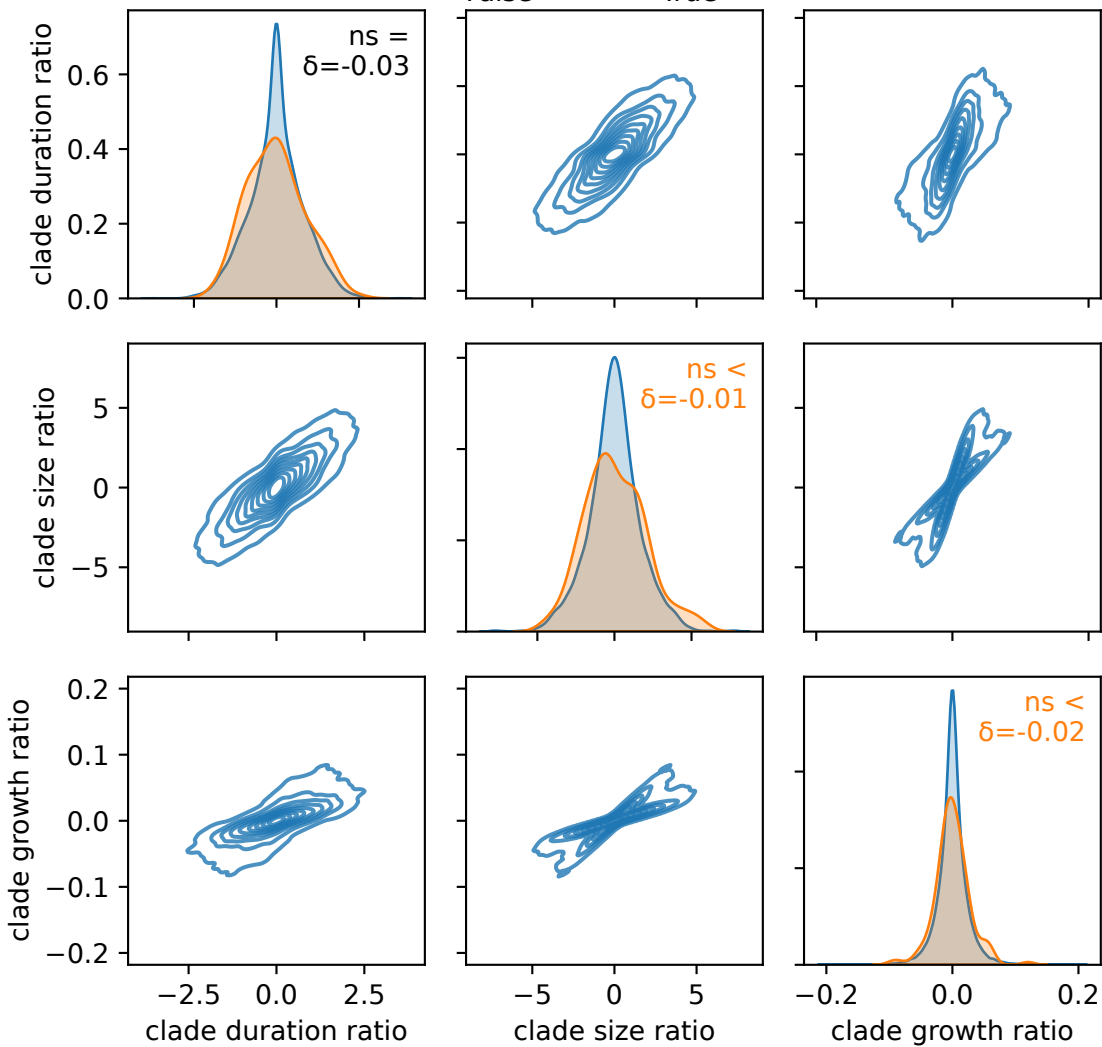 ns =
δ=-0.03
clade duration ratio
0.6
0.4
0.2
0.0
ns <
δ=-0.01
clade size ratio
5
0
−5
ns <
δ=-0.02
clade growth ratio
0.2
0.1
0.0
−0.1
−0.2
−2.5 0.0 2.5
clade duration ratio
−5 0 5
clade size ratio
−0.2 0.0 0.2
clade growth ratio